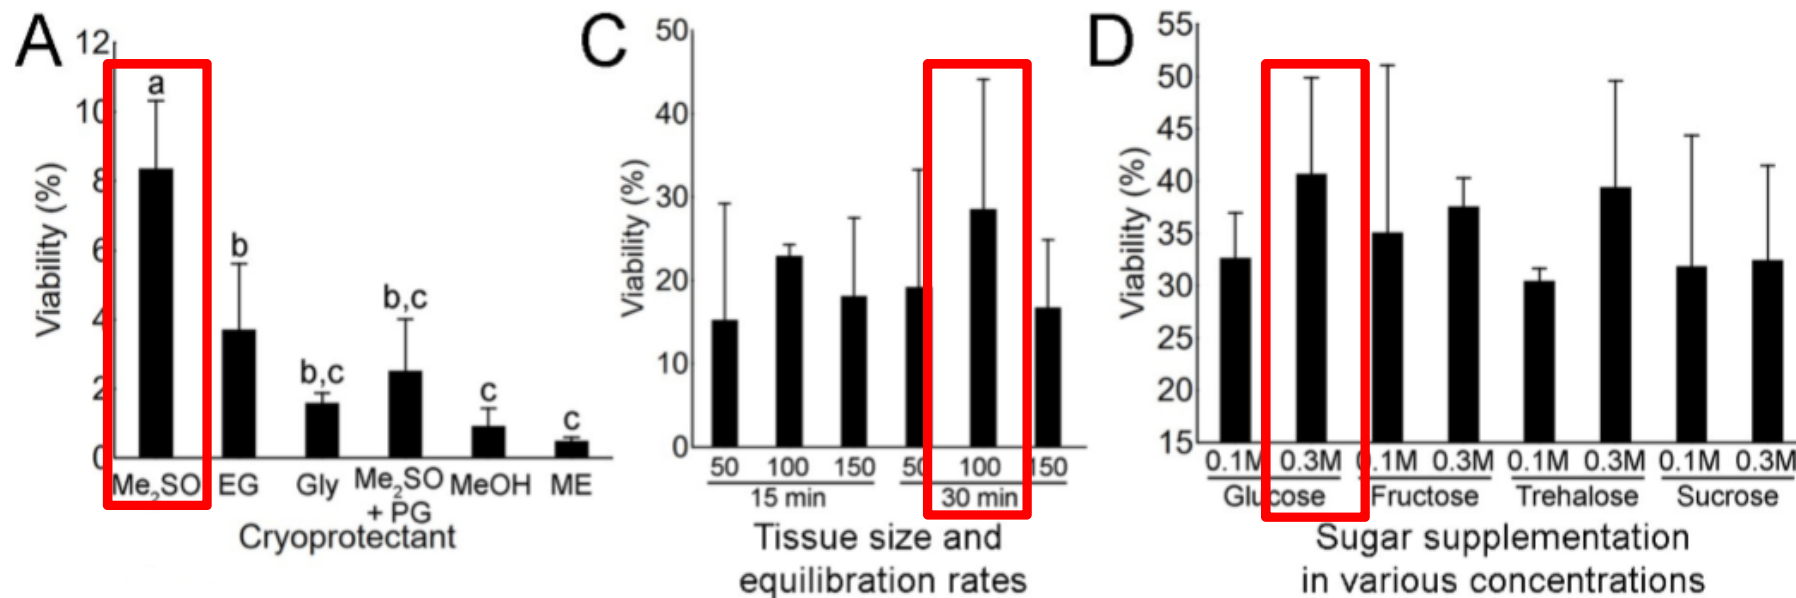 A
12
10
8
6
4
2
0
Viability (%)
a
b
b,c
b,c
c
c
Me₂SO EG Gly Me₂SO + PG MeOH ME
Cryoprotectant
C
50
40
30
20
10
0
Viability (%)
50 100 150 50 100 150
15 min 30 min
Tissue size and
equilibration rates
D
55
50
45
40
35
30
25
20
15
Viability (%)
0.1M 0.3M 0.1M 0.3M 0.1M 0.3M 0.1M 0.3M
Glucose Fructose Trehalose Sucrose
Sugar supplementation
in various concentrations